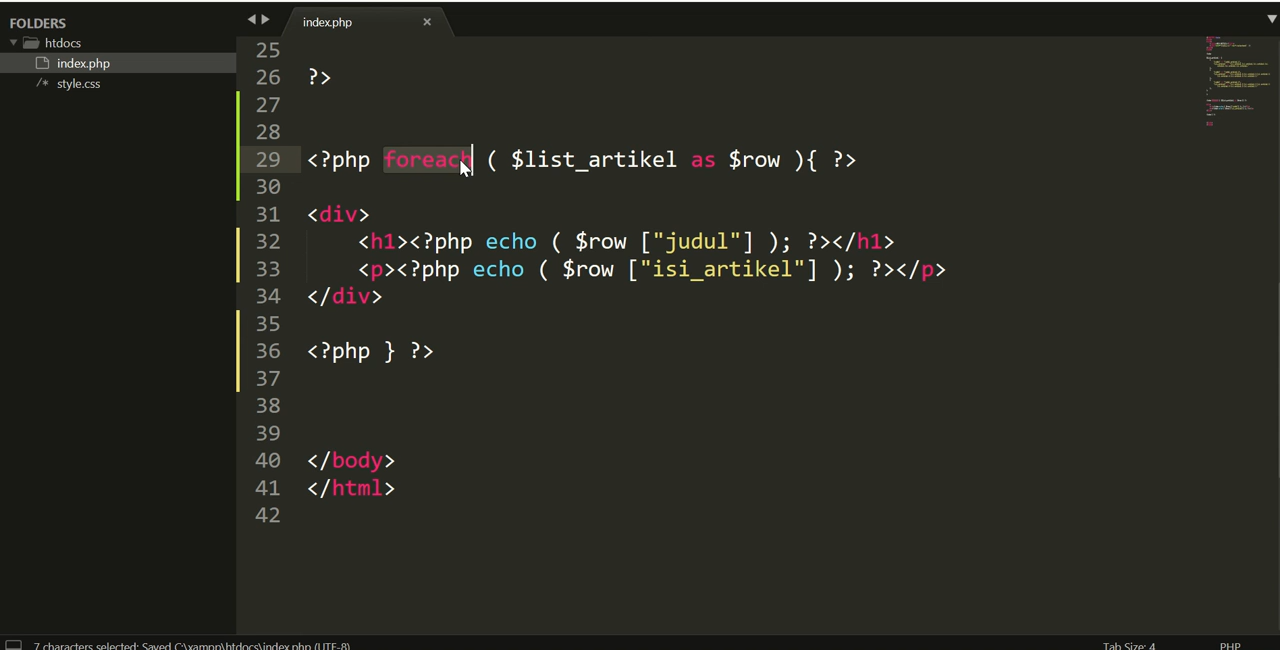 FOLDERS
htdocs
index.php
/* style.css
index.php ×
25
26 ?>
27
28
29 <?php foreach ( $list_artikel as $row ){ ?>
30
31 <div>
32 <h1><?php echo ( $row ["judul"] ); ?></h1>
33 <p><?php echo ( $row ["isi_artikel"] ); ?></p>
34 </div>
35
36 <?php } ?>
37
38
39
40 </body>
41 </html>
42
7 characters selected; Saved C:\xampp\htdocs\index.php (UTF-8)
Tab Size: 4
PHP